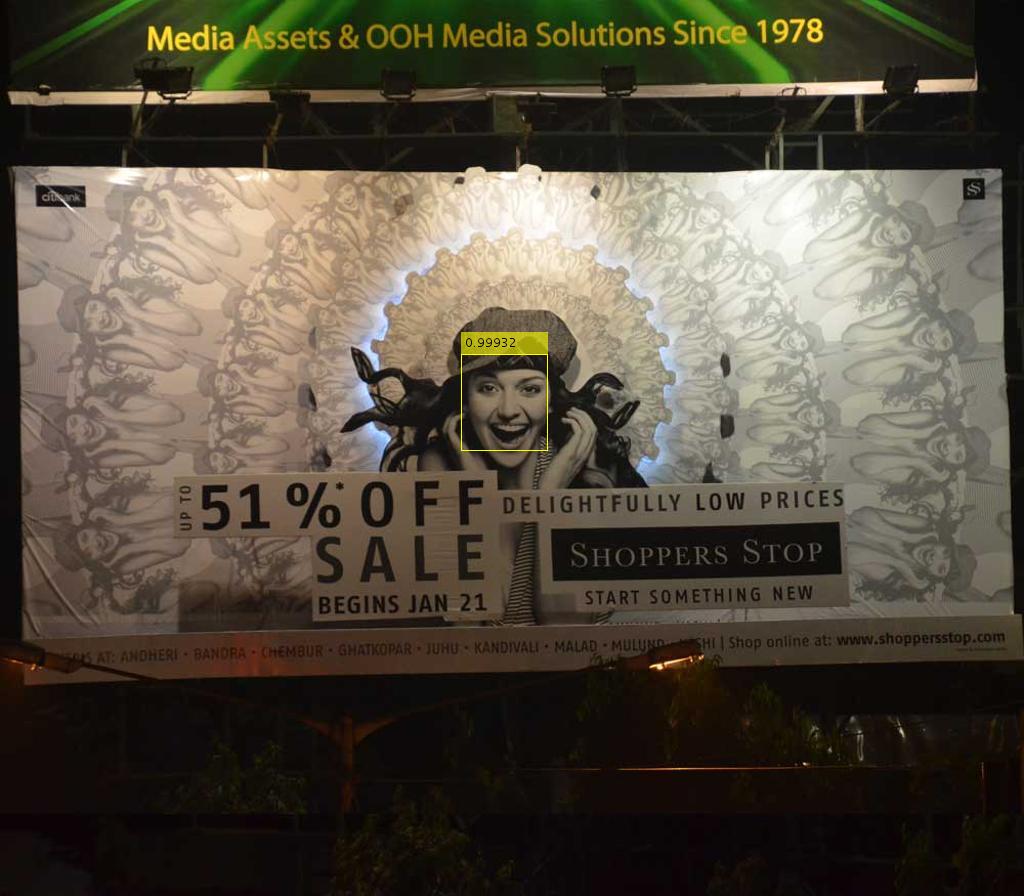 Media Assets & OOH Media Solutions Since 1978
citibank
0.99932
UP TO
51%* OFF
SALE
BEGINS JAN 21
DELIGHTFULLY LOW PRICES
SHOPPERS STOP
START SOMETHING NEW
AT: ANDHERI • BANDRA • CHEMBUR • GHATKOPAR • JUHU • KANDIVALI • MALAD • MULUND • | Shop online at: www.shoppersstop.com